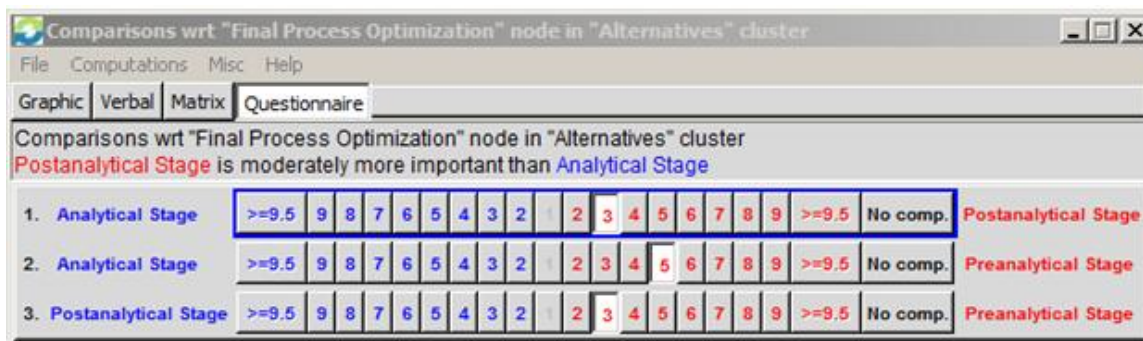 Comparisons wrt "Final Process Optimization" node in "Alternatives" cluster
File Computations Misc Help
Graphic Verbal Matrix Questionnaire
Comparisons wrt "Final Process Optimization" node in "Alternatives" cluster
Postanalytical Stage is moderately more important than Analytical Stage
1. Analytical Stage >=9.5 9 8 7 6 5 4 3 2 1 2 3 4 5 6 7 8 9 >=9.5 No comp. Postanalytical Stage
2. Analytical Stage >=9.5 9 8 7 6 5 4 3 2 1 2 3 4 5 6 7 8 9 >=9.5 No comp. Preanalytical Stage
3. Postanalytical Stage >=9.5 9 8 7 6 5 4 3 2 1 2 3 4 5 6 7 8 9 >=9.5 No comp. Preanalytical Stage